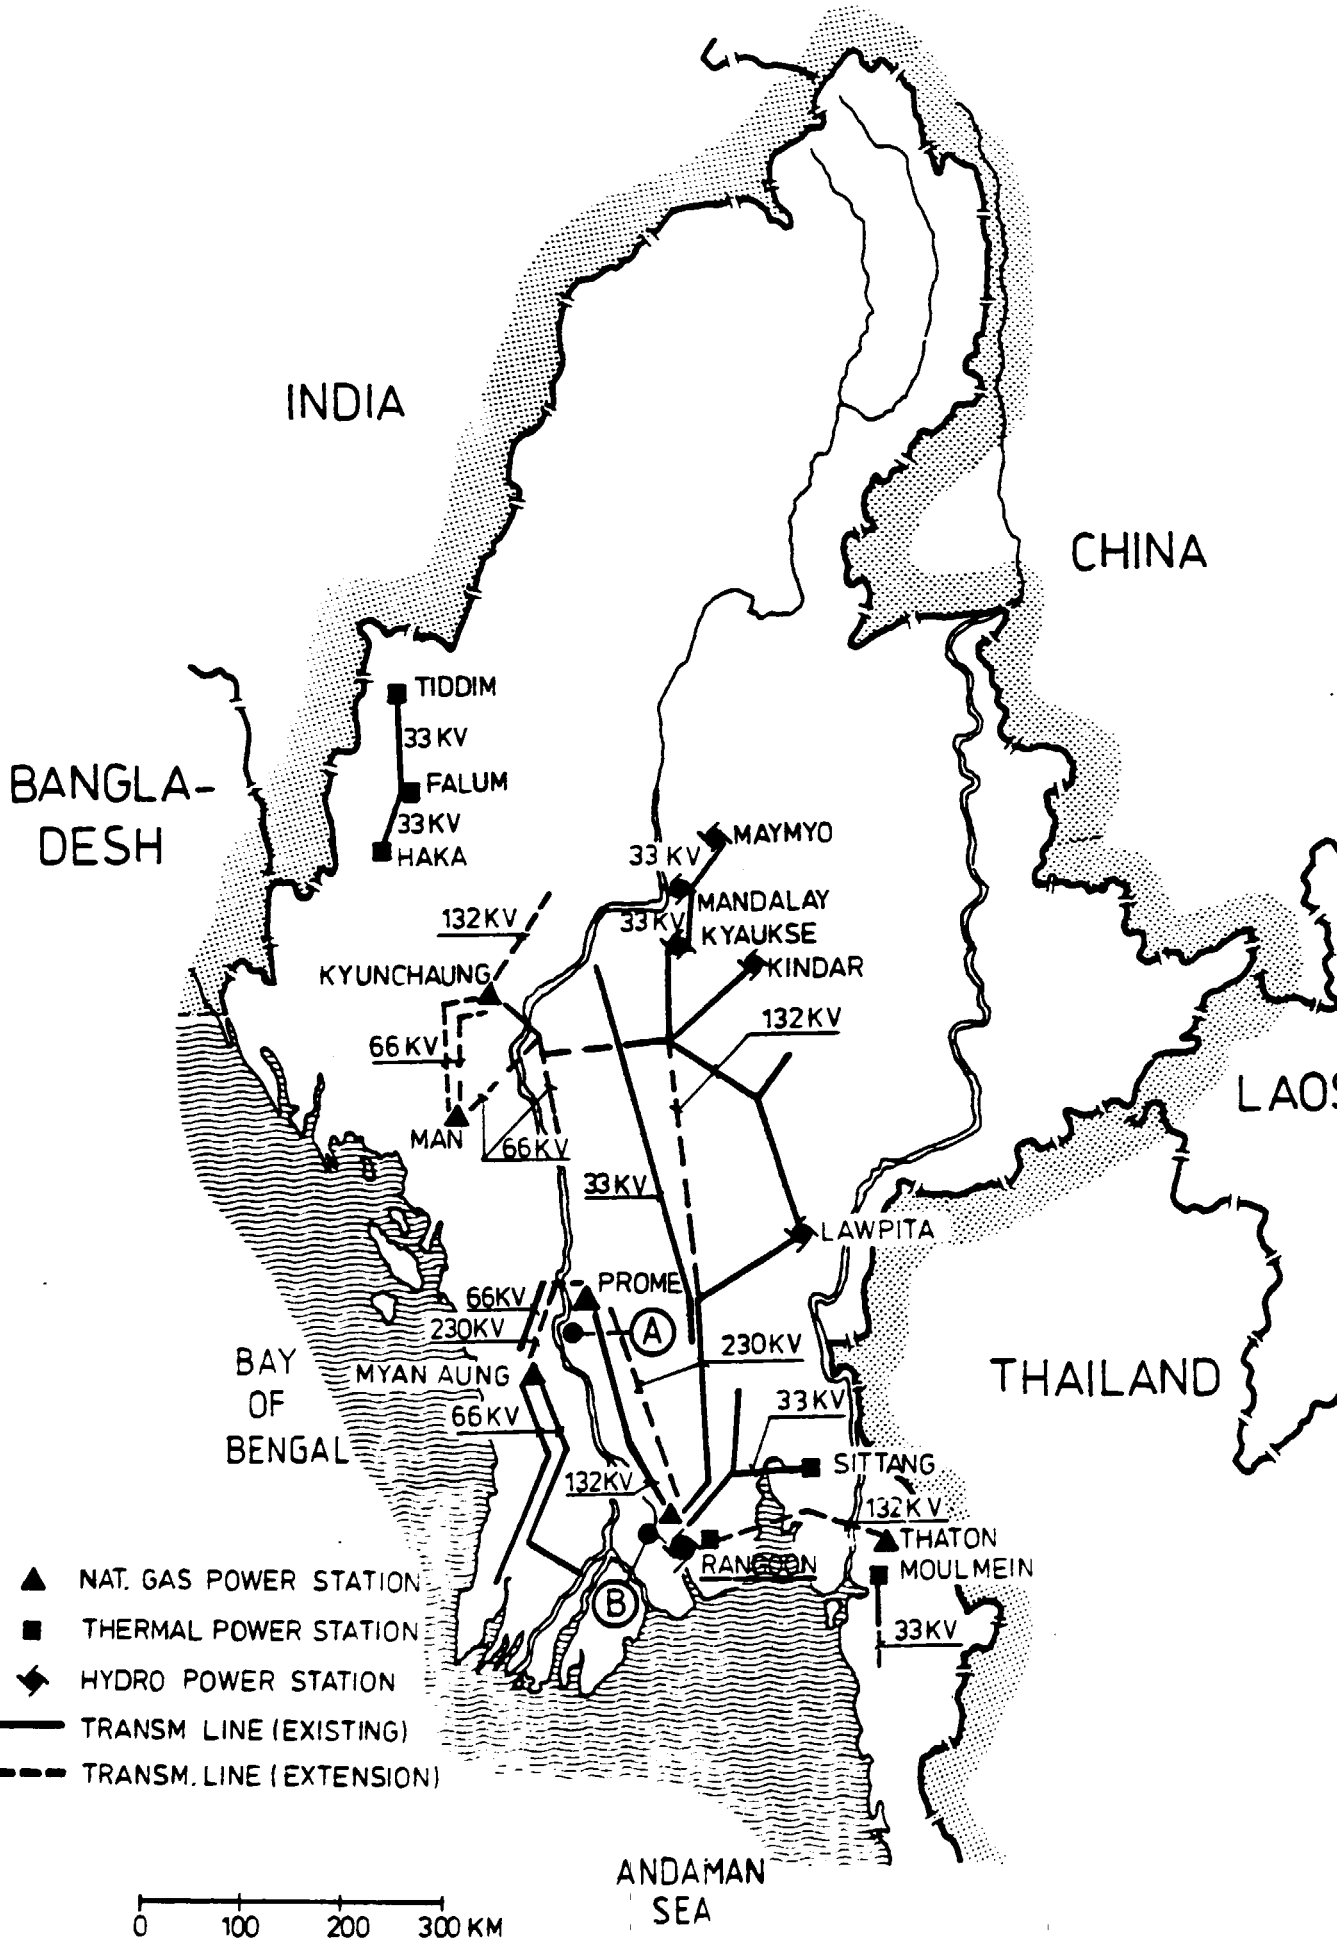 INDIA
CHINA
TIDDIM
33 KV
BANGLA-
DESH
FALUM
33 KV
HAKA
MAYMYO
33 KV
MANDALAY
33 KV
KYAUKSE
132 KV
KYUNCHAUNG
KINDAR
132 KV
66 KV
LAOS
MAN
66 KV
33 KV
LAWPITA
PROME
66 KV
230 KV
A
230 KV
BAY
OF
BENGAL
MYAN AUNG
THAILAND
66 KV
33 KV
SITTANG
132 KV
132 KV
THATON
RANGOON
MOULMEIN
B
33 KV
NAT. GAS POWER STATION
THERMAL POWER STATION
HYDRO POWER STATION
TRANSM LINE (EXISTING)
TRANSM. LINE (EXTENSION)
ANDAMAN
SEA
0 100 200 300 KM